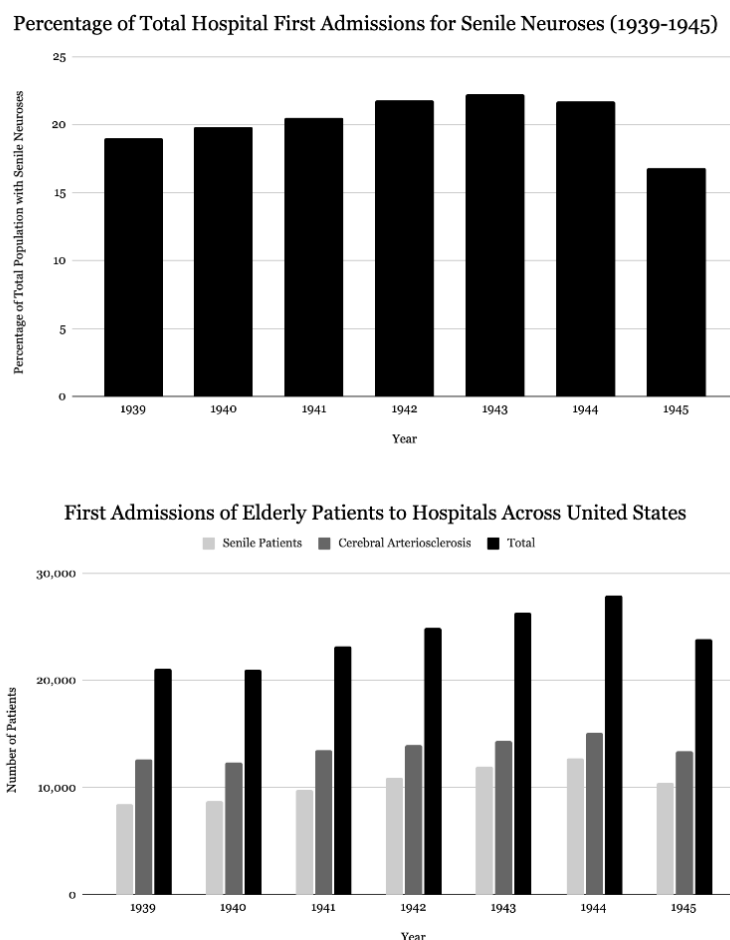 Percentage of Total Hospital First Admissions for Senile Neuroses (1939-1945)
Percentage of Total Population with Senile Neuroses
25
20
15
10
5
0
1939 1940 1941 1942 1943 1944 1945
Year
First Admissions of Elderly Patients to Hospitals Across United States
Senile Patients Cerebral Arteriosclerosis Total
Number of Patients
30,000
20,000
10,000
0
1939 1940 1941 1942 1943 1944 1945
Year